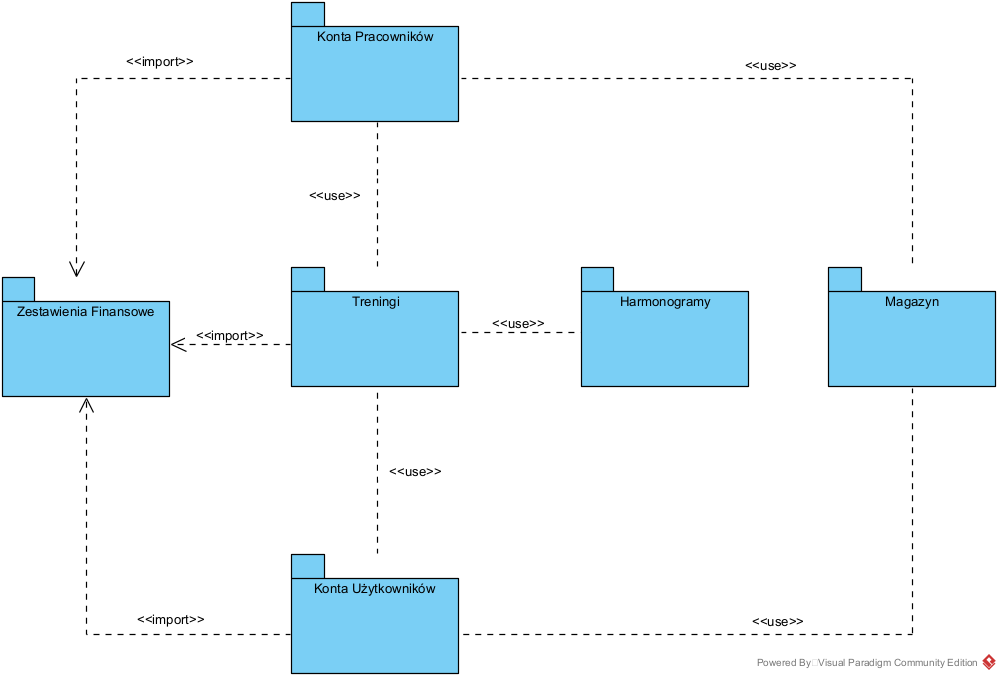 Konta Pracowników
<<import>>
<<use>>
<<use>>
Zestawienia Finansowe
Treningi
Harmonogramy
Magazyn
<<import>>
<<use>>
<<use>>
Konta Użytkowników
<<import>>
<<use>>
Powered By Visual Paradigm Community Edition